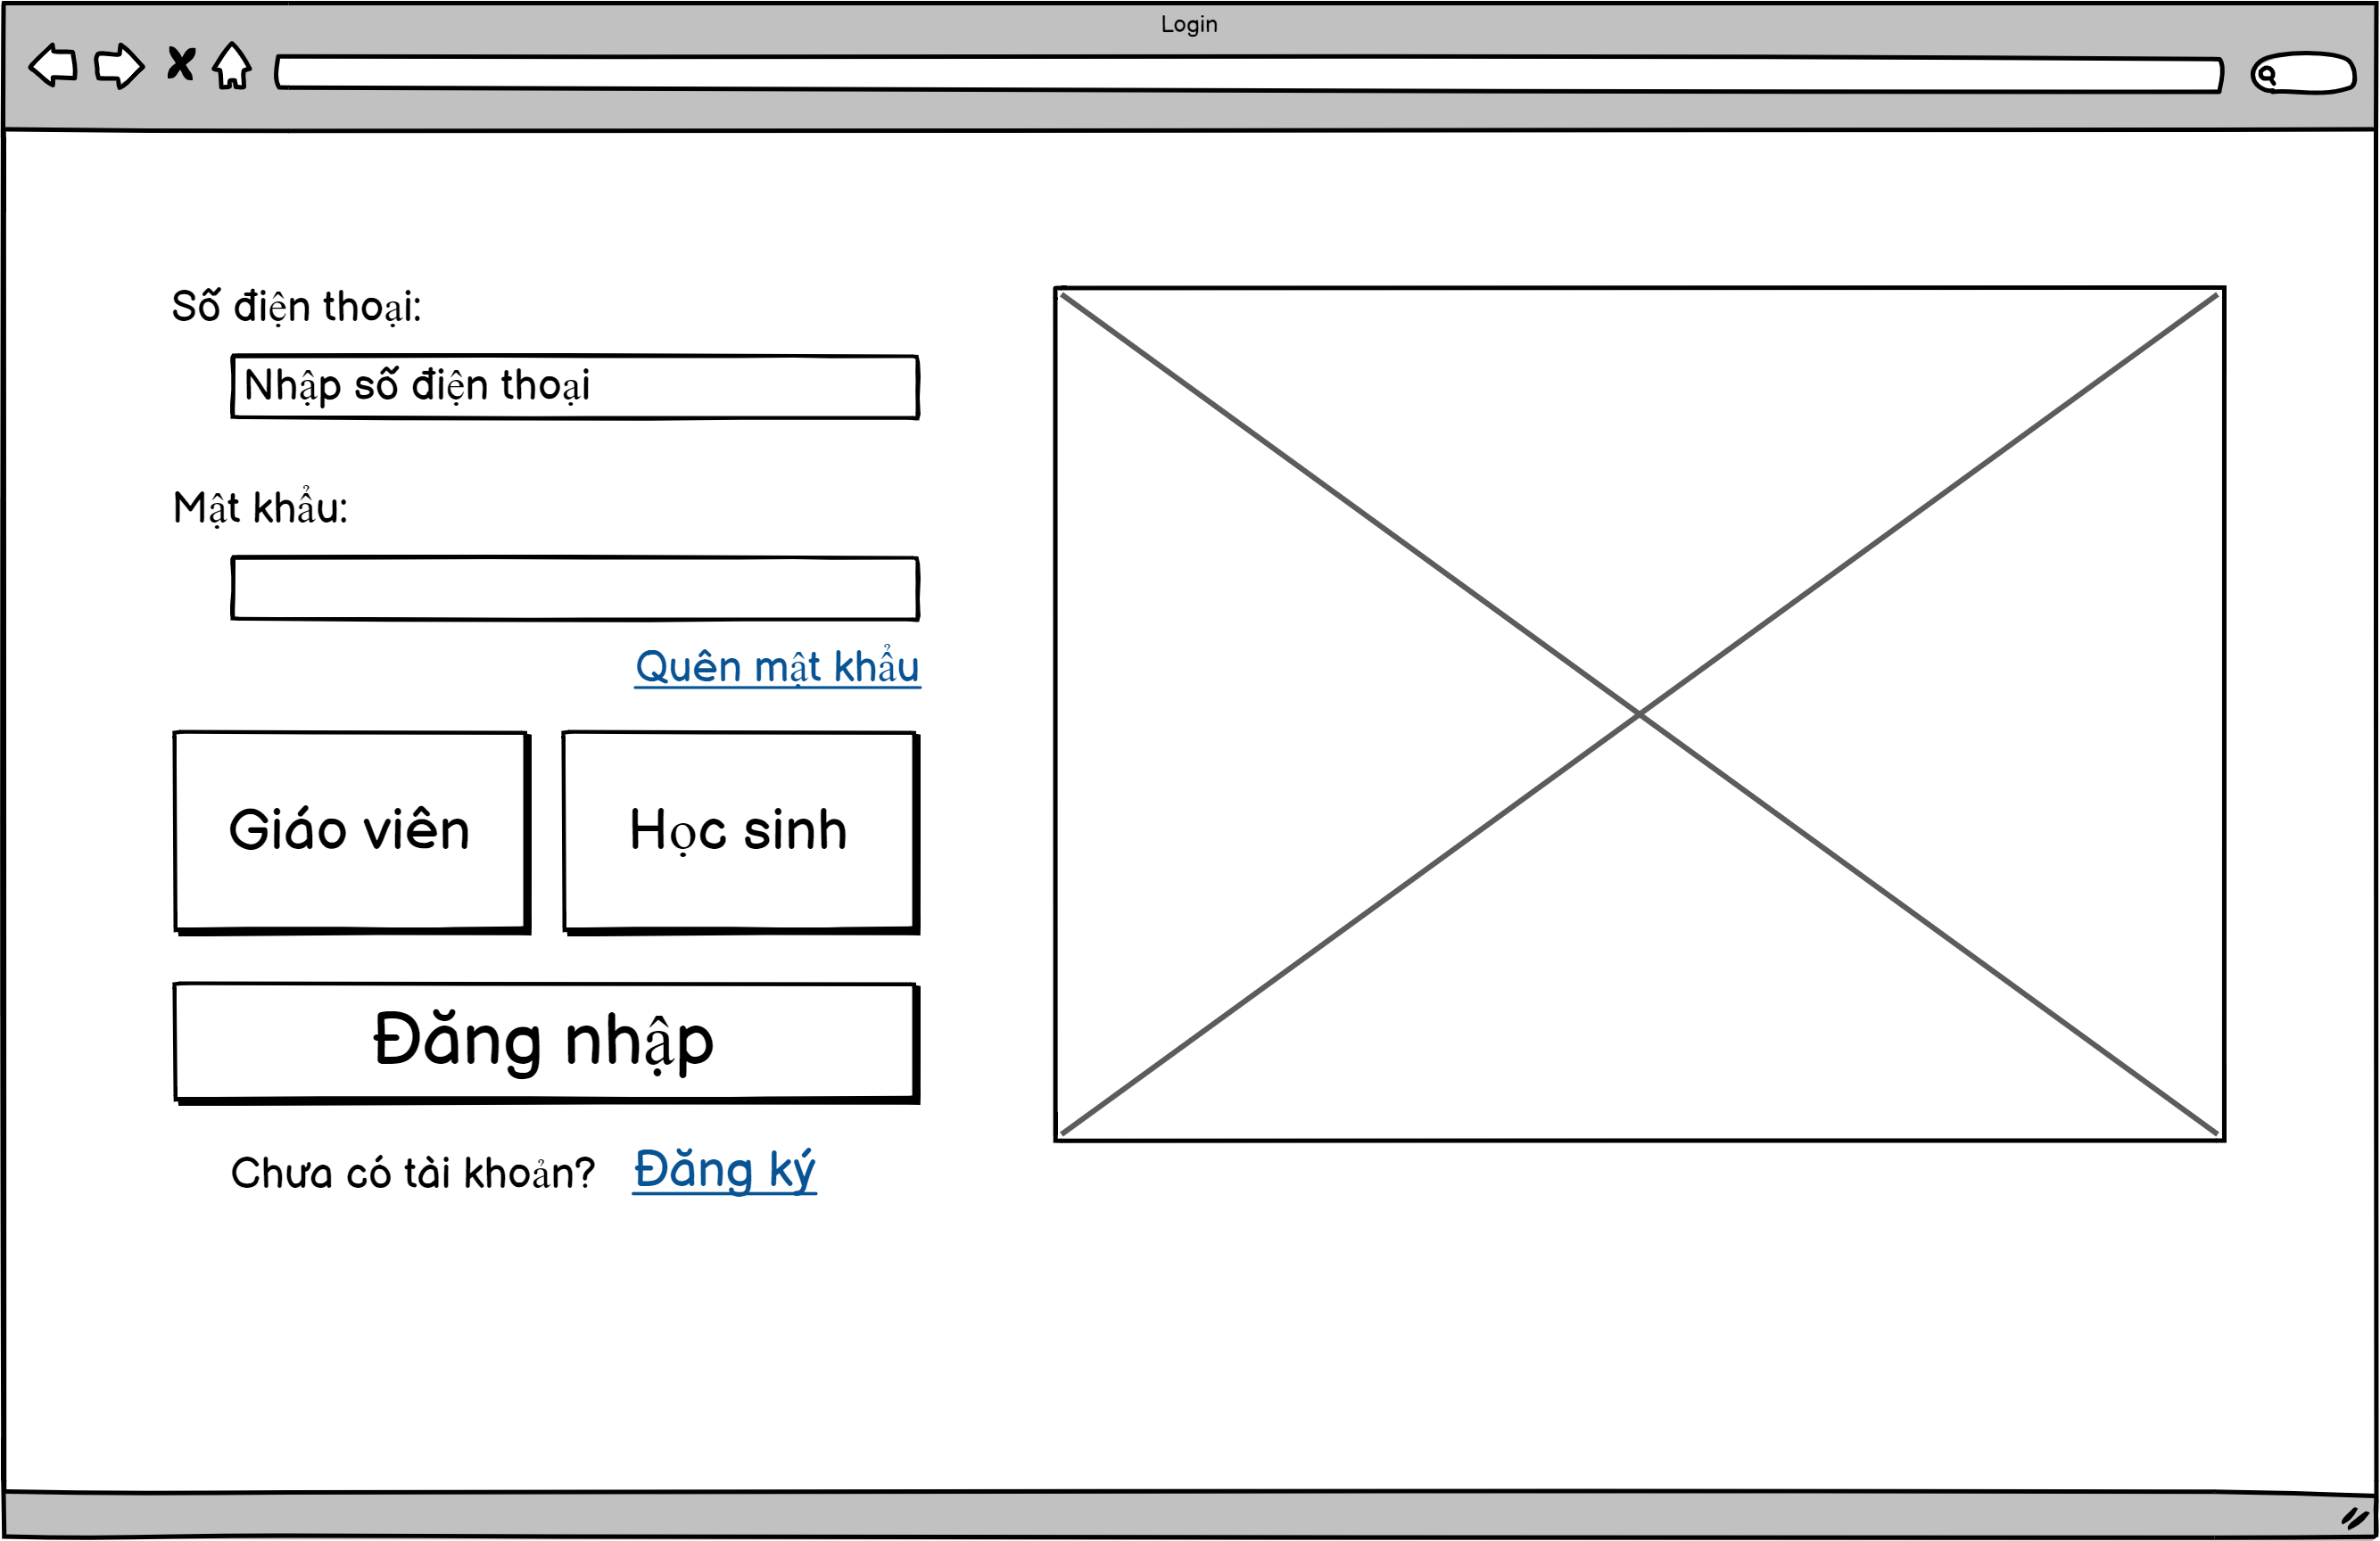 Login
Số điện thoại:
Nhập số điện thoại
Mật khẩu:
Quên mật khẩu
Giáo viên
Học sinh
Đăng nhập
Chưa có tài khoản? Đăng ký